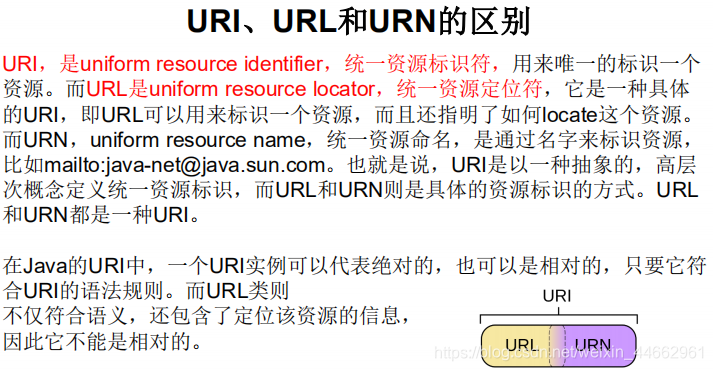 URI、URL和URN的区别
URI，是uniform resource identifier，统一资源标识符，用来唯一的标识一个
资源。而URL是uniform resource locator，统一资源定位符，它是一种具体
的URI，即URL可以用来标识一个资源，而且还指明了如何locate这个资源。
而URN，uniform resource name，统一资源命名，是通过名字来标识资源，
比如mailto:java-net@java.sun.com。也就是说，URI是以一种抽象的，高层
次概念定义统一资源标识，而URL和URN则是具体的资源标识的方式。URL
和URN都是一种URI。
在Java的URI中，一个URI实例可以代表绝对的，也可以是相对的，只要它符
合URI的语法规则。而URL类则
不仅符合语义，还包含了定位该资源的信息，
因此它不能是相对的。
URI
URL URN
https://blog.csdn.net/weixin_44662961